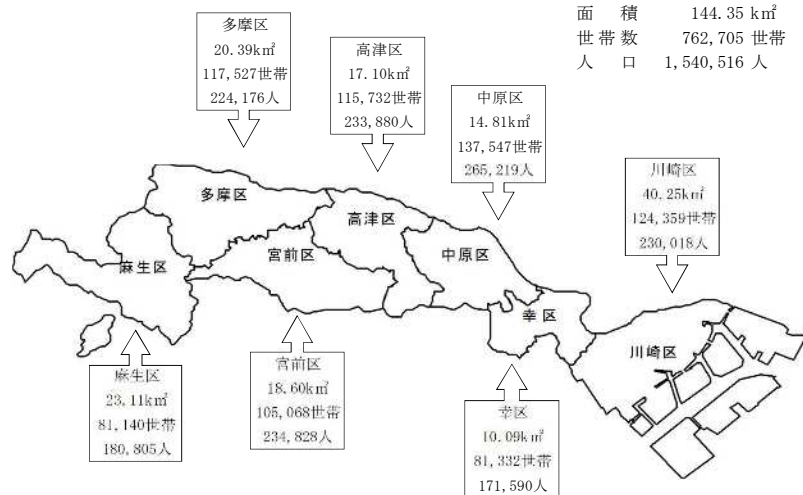 面積 144.35 k㎡
世帯数 762,705 世帯
人口 1,540,516 人
多摩区
20.39k㎡
117,527世帯
224,176人
高津区
17.10k㎡
115,732世帯
233,880人
中原区
14.81k㎡
137,547世帯
265,219人
川崎区
40.25k㎡
124,359世帯
230,018人
多摩区
高津区
宮前区
中原区
麻生区
幸区
川崎区
麻生区
23.11k㎡
81,140世帯
180,805人
宮前区
18.60k㎡
105,068世帯
234,828人
幸区
10.09k㎡
81,332世帯
171,590人